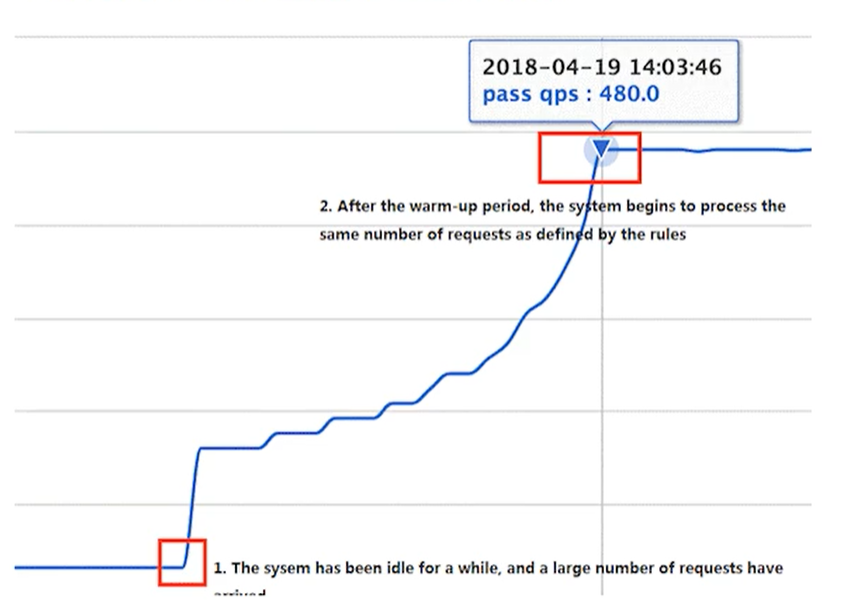 2018-04-19 14:03:46
pass qps : 480.0
2. After the warm-up period, the system begins to process the
same number of requests as defined by the rules
1. The sysem has been idle for a while, and a large number of requests have
arrived